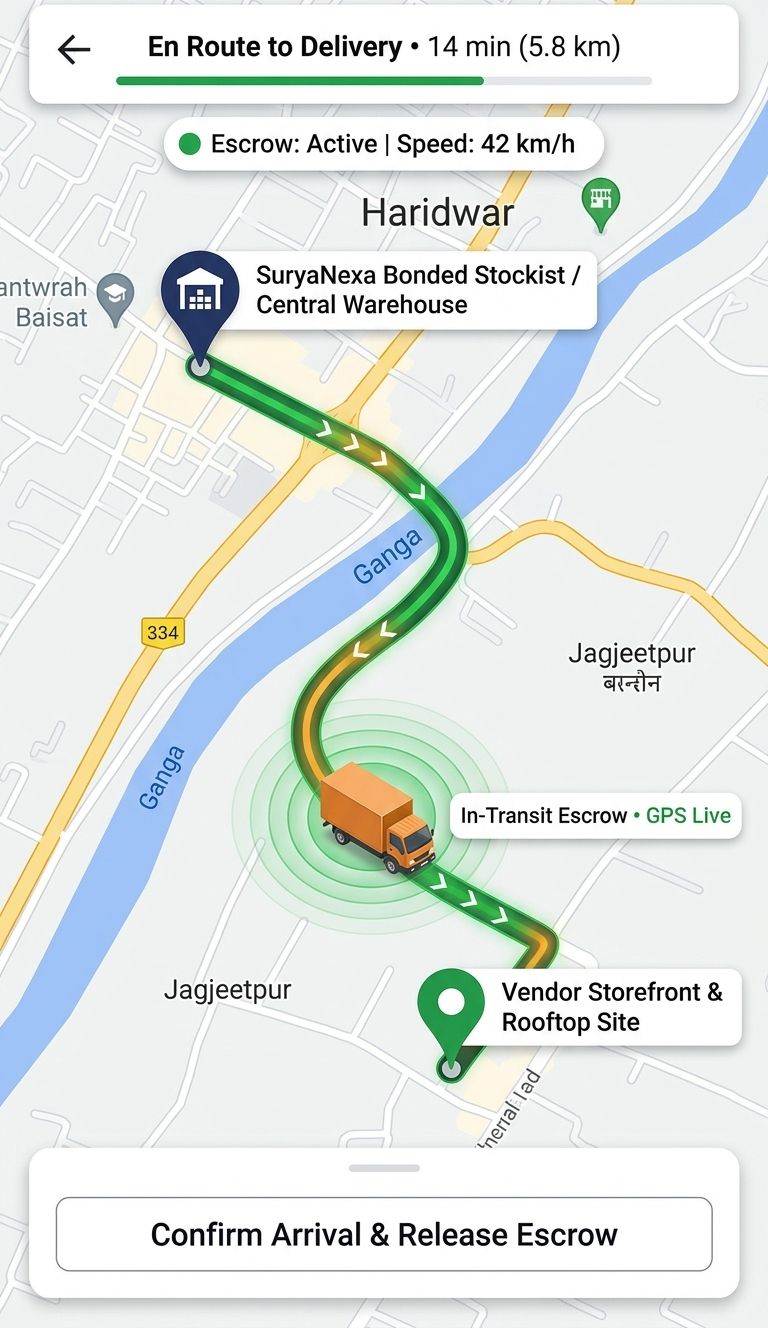 En Route to Delivery • 14 min (5.8 km)
Escrow: Active | Speed: 42 km/h
Haridwar
SuryaNexa Bonded Stockist /
Central Warehouse
antwrah
Baisat
Ganga
334
Jagjeetpur
Ganga
In-Transit Escrow • GPS Live
Jagjeetpur
Vendor Storefront &
Rooftop Site
Confirm Arrival & Release Escrow